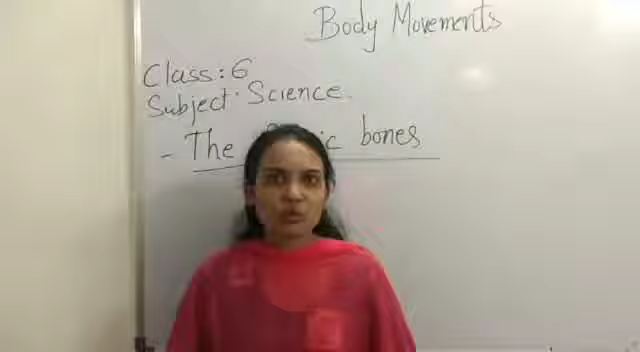 Body Movements
Class: 6
Subject: Science.
- The bones